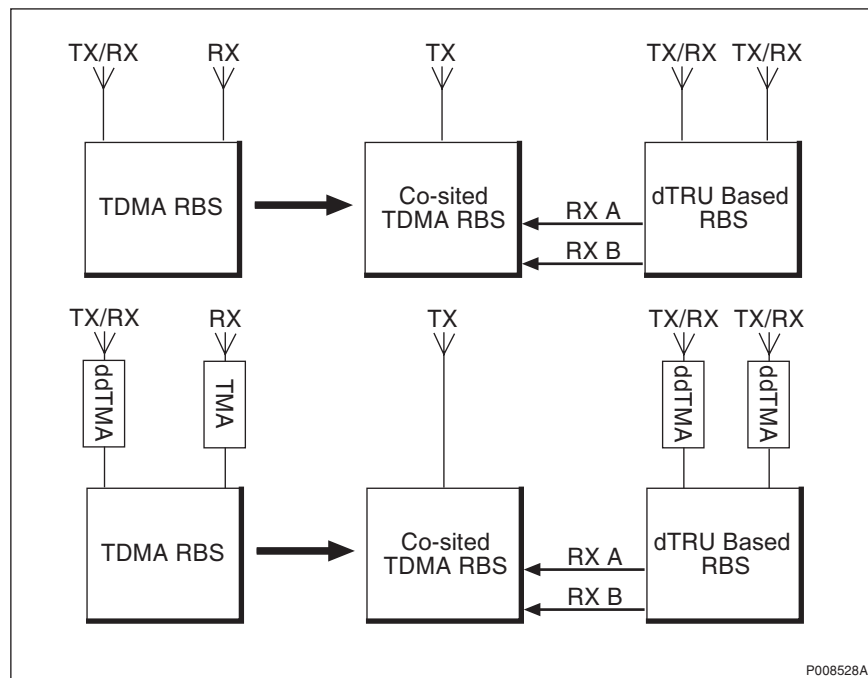 TX/RX RX TX TX/RX TX/RX
TDMA RBS
Co-sited
TDMA RBS
RX A
RX B
dTRU Based
RBS
TX/RX RX TX TX/RX TX/RX
ddTMA TMA ddTMA ddTMA
TDMA RBS
Co-sited
TDMA RBS
RX A
RX B
dTRU Based
RBS
P008528A